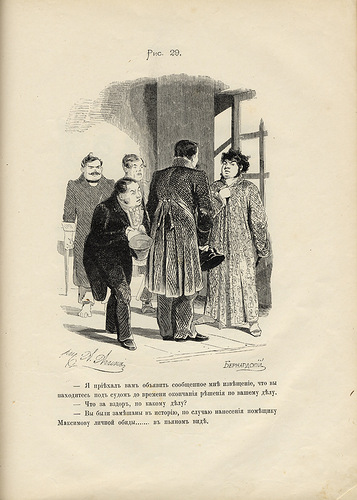 Рис. 29.
А. Агинъ
Бернардскій.
— Я пріѣхалъ вамъ объявить сообщенное мнѣ извѣщеніе, что вы
находитесь подъ судомъ до времени окончанія рѣшенія по вашему дѣлу.
— Что за вздоръ, по какому дѣлу?
— Вы были замѣшаны въ исторію, по случаю нанесенія помѣщику
Максимову личной обиды...... въ пьяномъ видѣ.